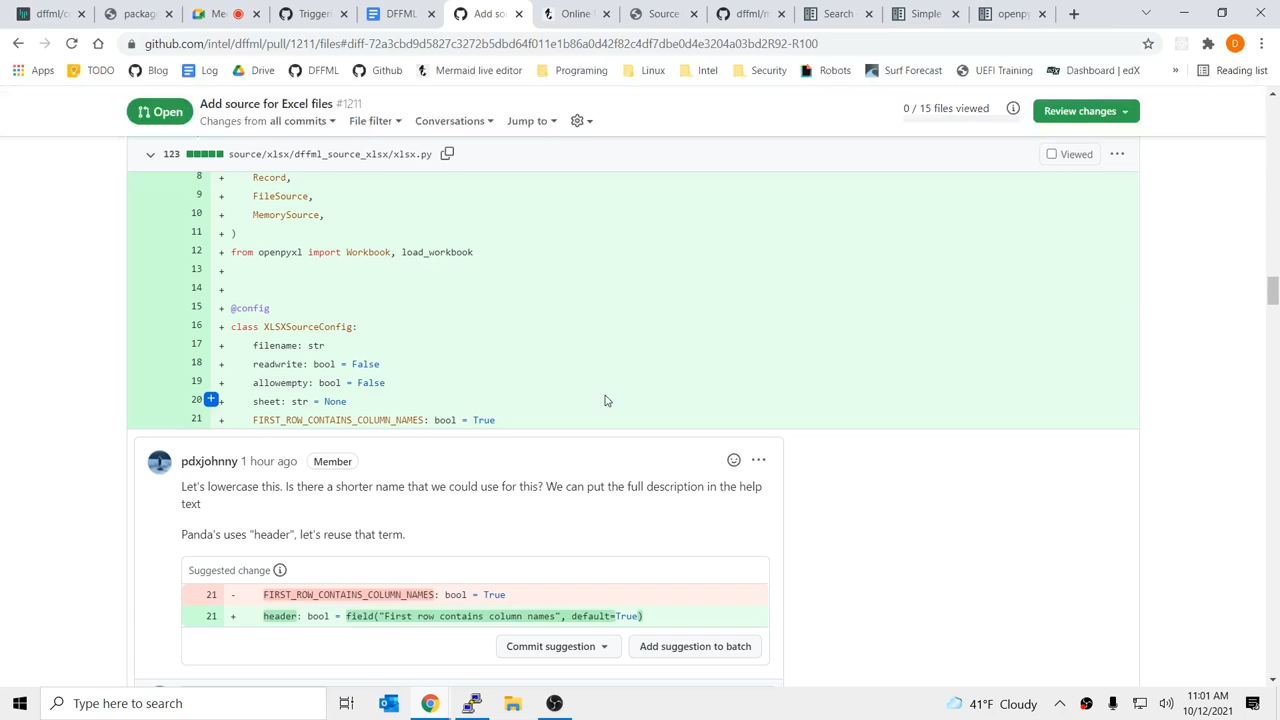 dffml/c
package
Me
Triggeri
DFFML
Add so
Online
Source
dffml/m
Search
Simple
openpy
github.com/intel/dffml/pull/1211/files#diff-72a3cbd9d5827c3273b5dbd64f011e1b86a0d42f82c4df7dbe0d4e3204a03bd2R92-R100
Apps
TODO
Blog
Log
Drive
DFFML
Github
Mermaid live editor
Programing
Linux
Intel
Security
Robots
Surf Forecast
UEFI Training
Dashboard | edX
»
Reading list
Open
Add source for Excel files #1211
Changes from all commits
File filter
Conversations
Jump to
0 / 15 files viewed
Review changes
123
source/xlsx/dffml_source_xlsx/xlsx.py
Viewed
8 + Record,
9 + FileSource,
10 + MemorySource,
11 + )
12 + from openpyxl import Workbook, load_workbook
13 +
14 +
15 + @config
16 + class XLSXSourceConfig:
17 + filename: str
18 + readwrite: bool = False
19 + allowempty: bool = False
20 + sheet: str = None
21 + FIRST_ROW_CONTAINS_COLUMN_NAMES: bool = True
pdxjohnny 1 hour ago Member
Let's lowercase this. Is there a shorter name that we could use for this? We can put the full description in the help
text
Panda's uses "header", let's reuse that term.
Suggested change
21 - FIRST_ROW_CONTAINS_COLUMN_NAMES: bool = True
21 + header: bool = field("First row contains column names", default=True)
Commit suggestion
Add suggestion to batch
Type here to search
41°F Cloudy
11:01 AM
10/12/2021